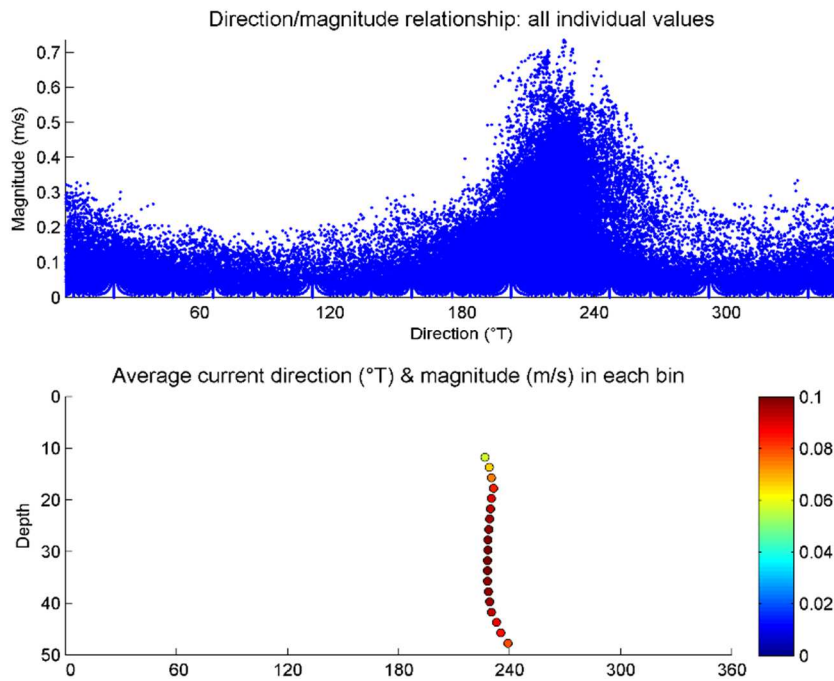 Direction/magnitude relationship: all individual values
Magnitude (m/s)
0.7
0.6
0.5
0.4
0.3
0.2
0.1
0
60 120 180 240 300
Direction (°T)
Average current direction (°T) & magnitude (m/s) in each bin
Depth
0
10
20
30
40
50
0 60 120 180 240 300 360
0.1
0.08
0.06
0.04
0.02
0